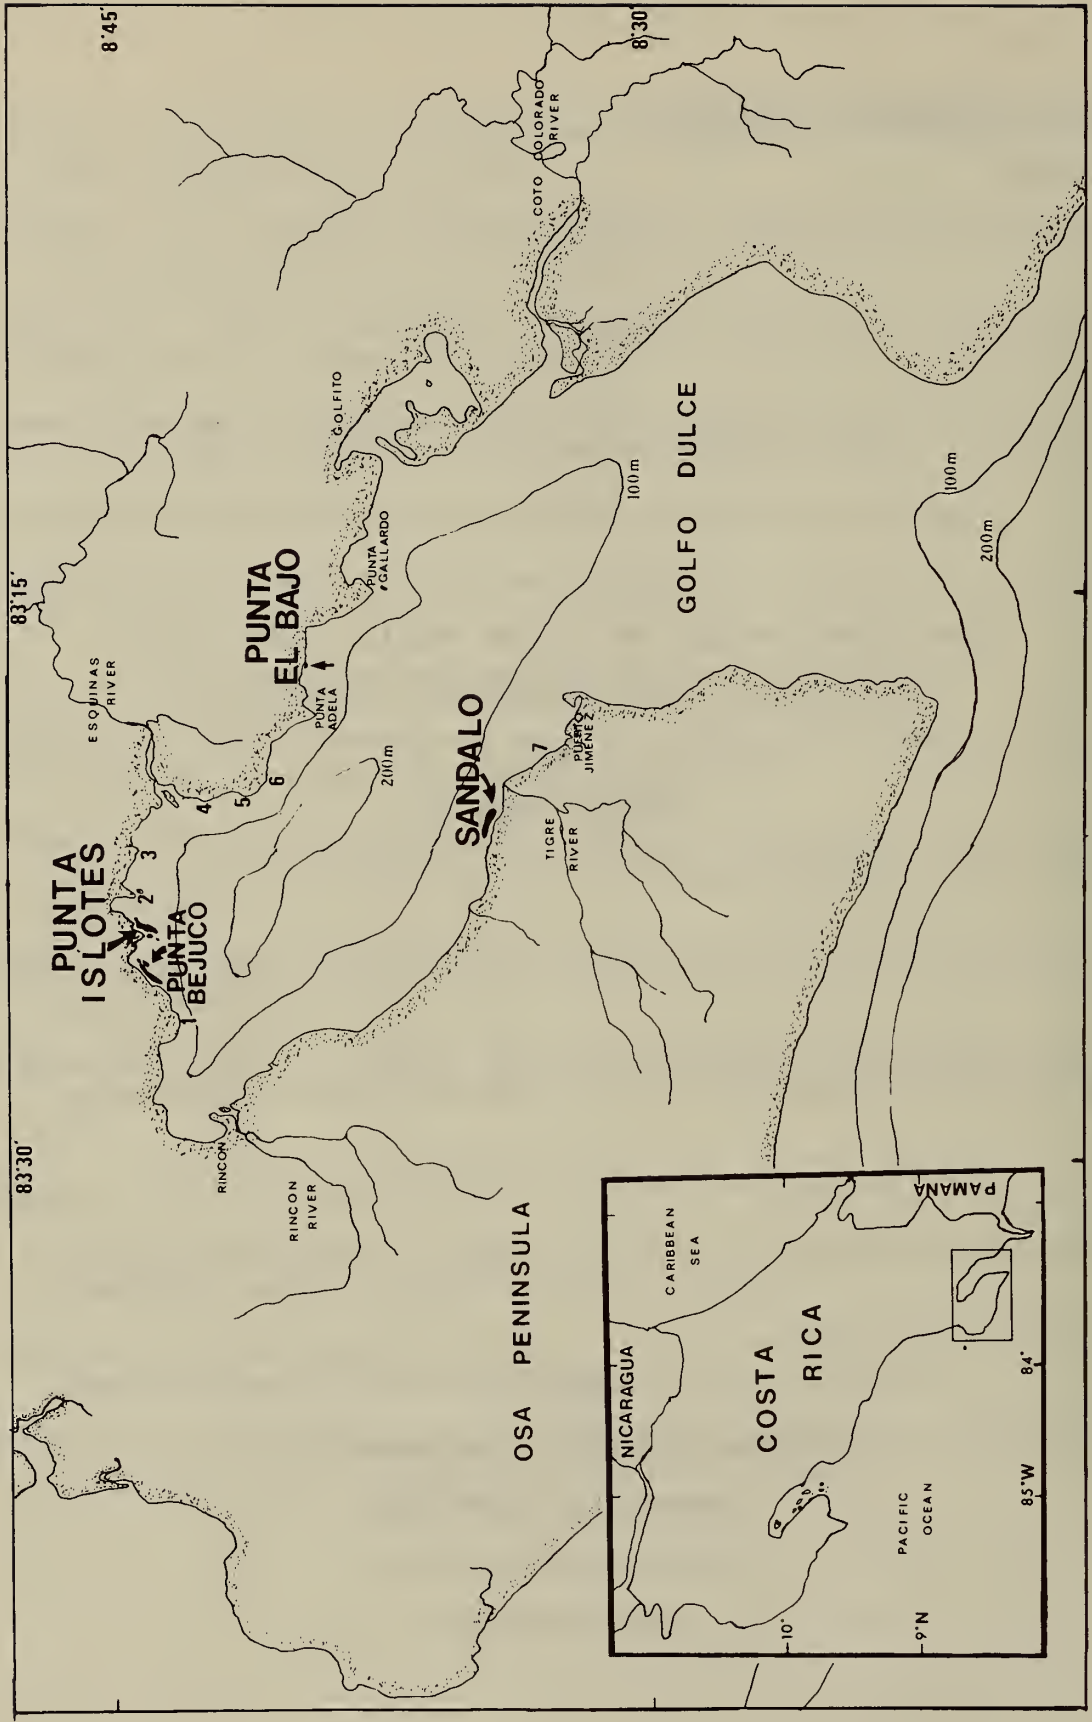 83°30'
83°15'
8°45'
8°30'
PUNTA
ISLOTES
PUNTA
BEJUCO
1
2
3
4
5
6
7
ESQUINAS
RIVER
PUNTA
EL BAJO
PUNTA
ADELA
PUNTA
GALLARDO
GOLFITO
COTO COLORADO
RIVER
RINCON
RINCON
RIVER
200m
100m
SANDALO
TIGRE
RIVER
PUERTO
JIMENEZ
GOLFO DULCE
OSA PENINSULA
100m
200m
NICARAGUA
CARIBBEAN
SEA
COSTA
RICA
PAMANA
PACIFIC
OCEAN
10°
9°N
85°W
84°